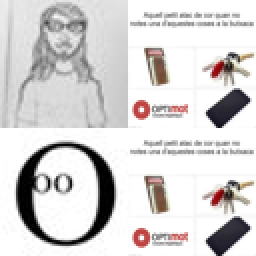 Aquell petit atac de cor quan no
notes una d'aquestes coses a la butxaca
OPTIMOT
Aquell petit atac de cor quan no
notes una d'aquestes coses a la butxaca
OO
O
OPTIMOT